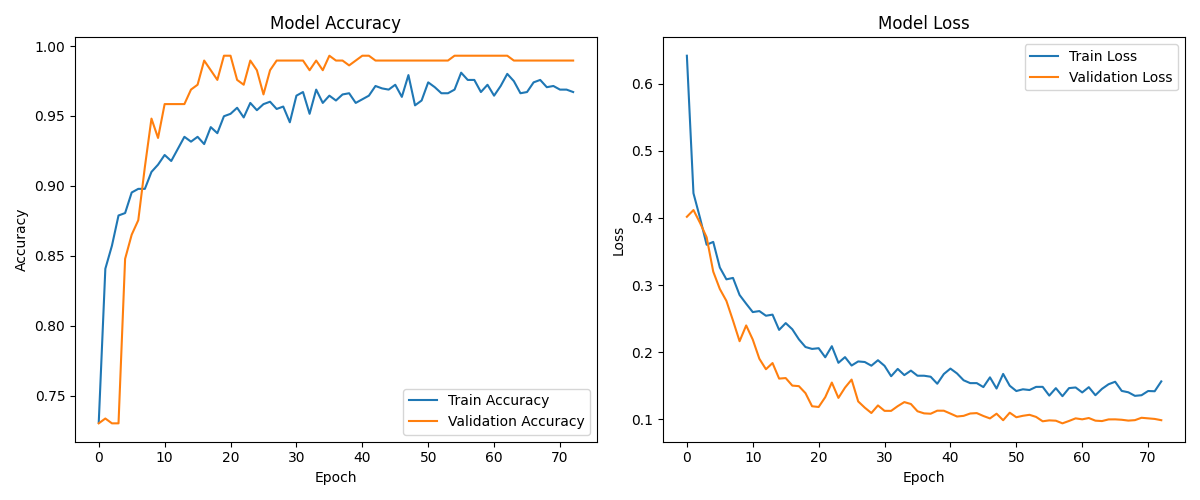 Model Accuracy
1.00
0.95
0.90
0.85
0.80
0.75
Accuracy
0
10
20
30
40
50
60
70
Epoch
Train Accuracy
Validation Accuracy
Model Loss
0.6
0.5
0.4
0.3
0.2
0.1
Loss
0
10
20
30
40
50
60
70
Epoch
Train Loss
Validation Loss